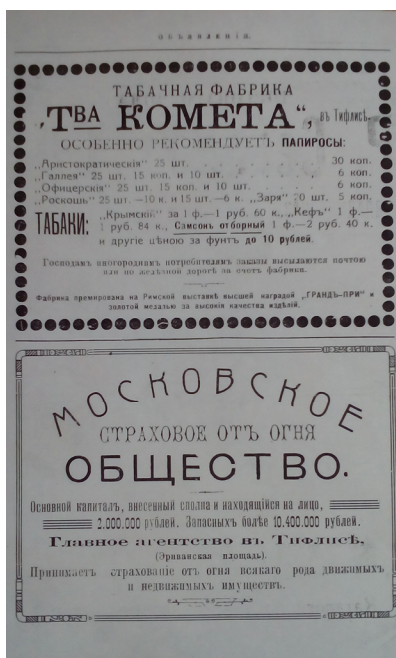 ОБЪЯВЛЕНІЯ.
ТАБАЧНАЯ ФАБРИКА
„Тва КОМЕТА“, въ Тифлисѣ.
ОСОБЕННО РЕКОМЕНДУЕТЪ ПАПИРОСЫ:
„Аристократическія“ 25 шт. . . . . . . . . . 30 коп.
„Галлея“ 25 шт. 15 коп. и 10 шт. . . . . . . 6 коп.
„Офицерскія“ 25 шт. 15 коп. и 10 шт. . . . . 6 коп.
„Роскошь“ 25 шт.—10 к. и 15 шт.—6 к. „Заря“ 20 шт. 5 коп.
ТАБАКИ: „Крымскій“ за 1 ф.—1 руб. 60 к., „Кефъ“ 1 ф.—
1 руб. 84 к., Самсонъ отборный 1 ф.—2 руб. 40 к.
и другіе цѣною за фунтъ до 10 рублей.
Господамъ иногороднимъ потребителямъ заказы высылаются почтою
или по желѣзной дорогѣ за счетъ фабрики.
Фабрика премирована на Римской выставкѣ высшей наградой „ГРАНДЪ-ПРИ“ и
золотой медалью за высокія качества издѣлій.
МОСКОВСКОЕ
СТРАХОВОЕ ОТЪ ОГНЯ
ОБЩЕСТВО.
Основной капиталъ, внесенный сполна и находящійся на лицо,
2.000.000 рублей. Запасныхъ болѣе 10.400.000 рублей.
Главное агентство въ Тифлисѣ,
(Эриванская площадь).
Принимаетъ страхованіе отъ огня всякаго рода движимыхъ
и недвижимыхъ имуществъ.